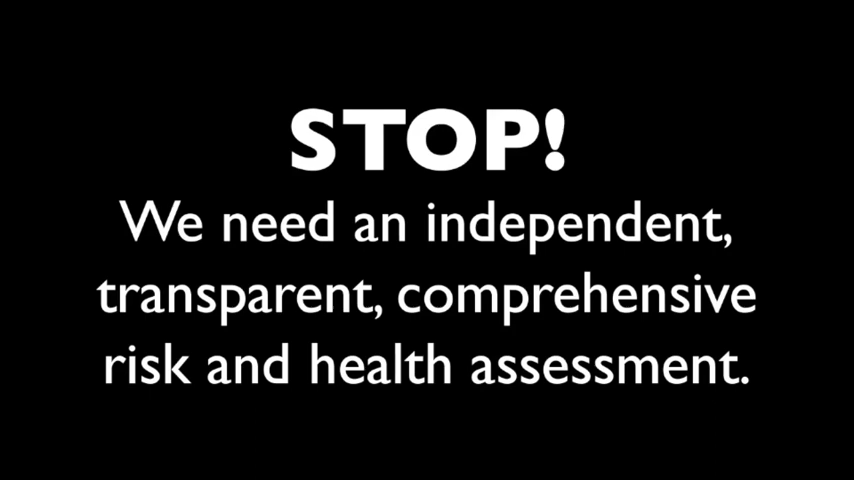 STOP!
We need an independent,
transparent, comprehensive
risk and health assessment.